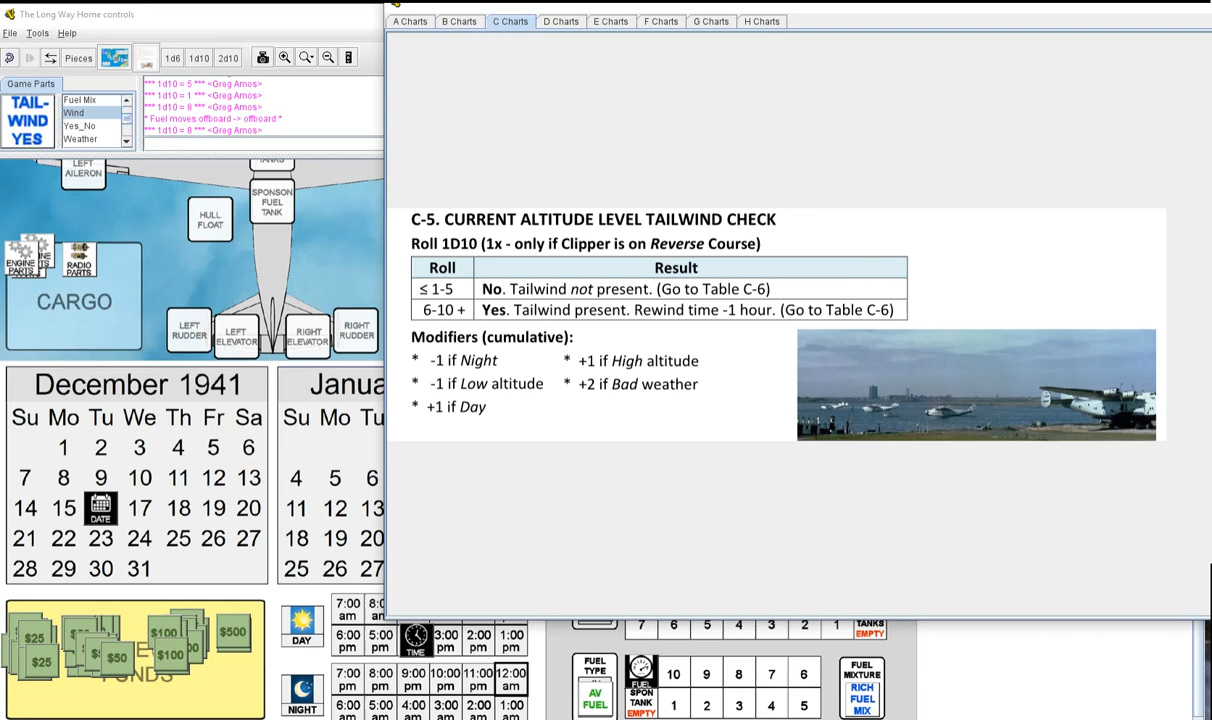 The Long Way Home controls
File Tools Help
Pieces 1d6 1d10 2d10
Game Parts
TAIL-
WIND
YES
Fuel Mix
Wind
Yes_No
Weather
*** 1d10 = 5 *** <Greg Amos>
*** 1d10 = 1 *** <Greg Amos>
*** 1d10 = 8 *** <Greg Amos>
* Fuel moves offboard -> offboard *
*** 1d10 = 8 *** <Greg Amos>
A Charts B Charts C Charts D Charts E Charts F Charts G Charts H Charts
C-5. CURRENT ALTITUDE LEVEL TAILWIND CHECK
Roll 1D10 (1x - only if Clipper is on Reverse Course)
Roll Result
≤ 1-5 No. Tailwind not present. (Go to Table C-6)
6-10 + Yes. Tailwind present. Rewind time -1 hour. (Go to Table C-6)
Modifiers (cumulative):
* -1 if Night * +1 if High altitude
* -1 if Low altitude * +2 if Bad weather
* +1 if Day
LEFT
AILERON
TANKS
SPONSON
FUEL
TANK
HULL
FLOAT
ENGINE
PARTS
RADIO
PARTS
CARGO
LEFT
RUDDER
LEFT
ELEVATOR
RIGHT
ELEVATOR
RIGHT
RUDDER
December 1941
Su Mo Tu We Th Fr Sa
1 2 3 4 5 6
7 8 9 10 11 12 13
14 15 DATE 17 18 19 20
21 22 23 24 25 26 27
28 29 30 31
Janua
Su Mo Tu
4 5 6
11 12 13
18 19 20
25 26 27
$25
$25
$50
$100
$100
$500
DAY
7:00
am
6:00 5:00 TIME 3:00 2:00 1:00
pm pm pm pm pm
NIGHT
7:00 8:00 9:00 10:00 11:00 12:00
pm pm pm pm pm am
6:00 5:00 4:00 3:00 2:00 1:00
am am am am am am
7 6 5 4 3 2 1 TANKS
EMPTY
FUEL
TYPE
AV
FUEL
FUEL 10 9 8 7 6
SPON
TANK
EMPTY
1 2 3 4 5
FUEL
MIXTURE
RICH
FUEL
MIX